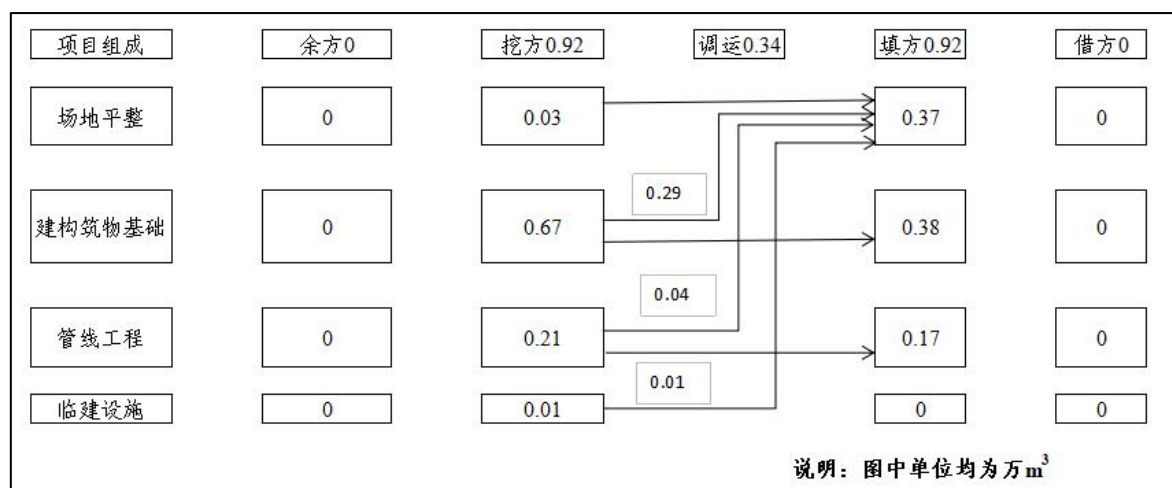 项目组成 余方0 挖方0.92 调运0.34 填方0.92 借方0
场地平整 0 0.03 0.37 0
0.29
建构筑物基础 0 0.67 0.38 0
0.04
管线工程 0 0.21 0.17 0
0.01
临建设施 0 0.01 0 0
说明：图中单位均为万m³